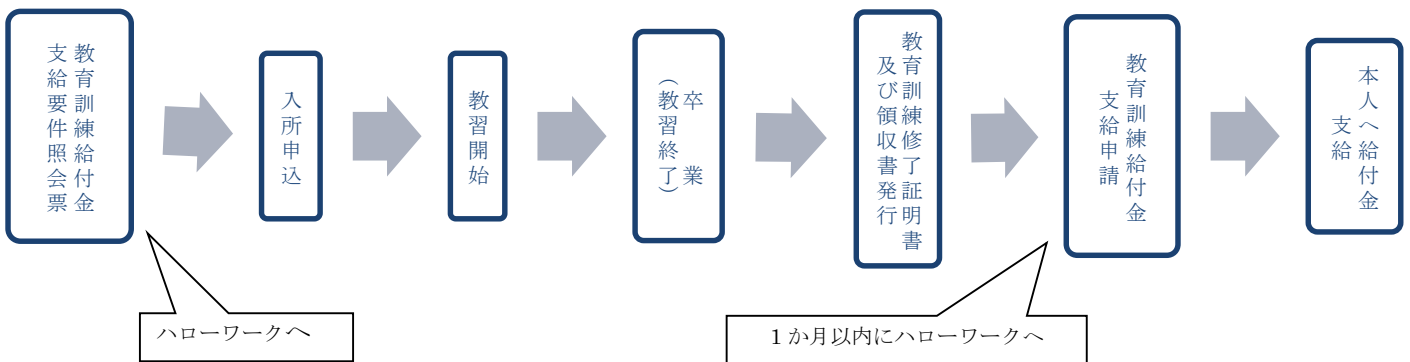 教育訓練給付金
支給要件照会票
入所申込
教習開始
卒業
（教習終了）
教育訓練修了証明書
及び領収書発行
教育訓練給付金
支給申請
本人へ給付金
支給
ハローワークへ
1か月以内にハローワークへ